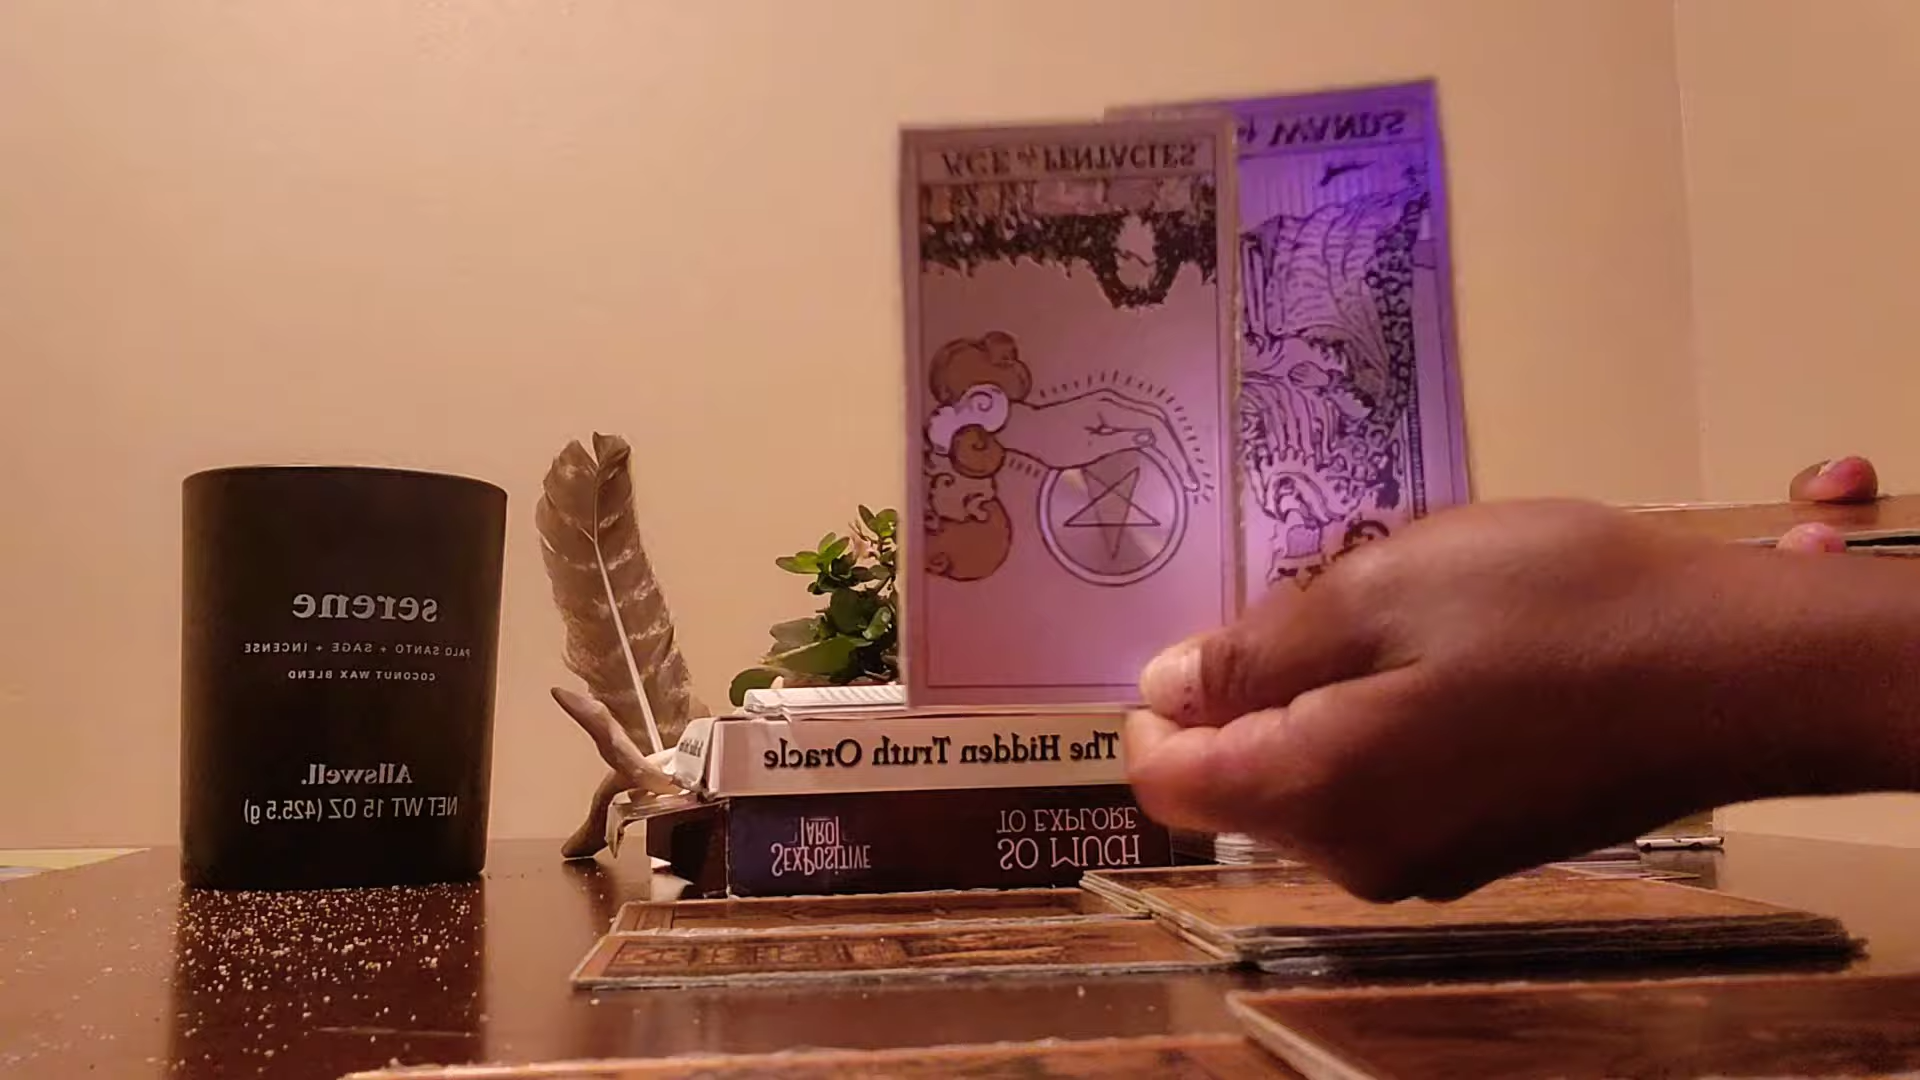 ACE of PENTACLES
of WANDS
serene
PALO SANTO + SAGE + INCENSE
COCONUT WAX BLEND
Allswell.
NET WT 15 OZ (425.5 g)
The Hidden Truth Oracle
SEXPOSITIVE
TAROT
SO MUCH
TO EXPLORE